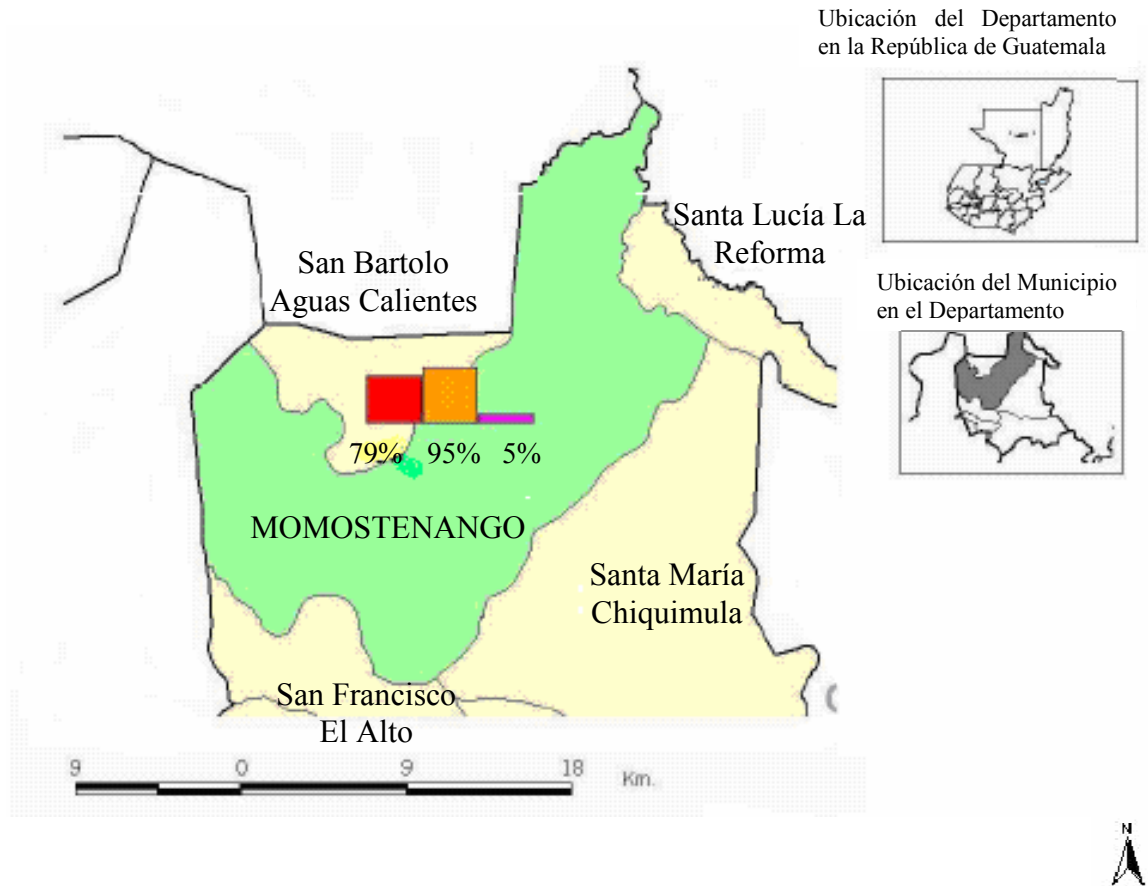 Ubicación del Departamento
en la República de Guatemala
Santa Lucía La
Reforma
San Bartolo
Aguas Calientes
Ubicación del Municipio
en el Departamento
79% 95% 5%
MOMOSTENANGO
Santa María
Chiquimula
San Francisco
El Alto
9 0 9 18
Km.
N